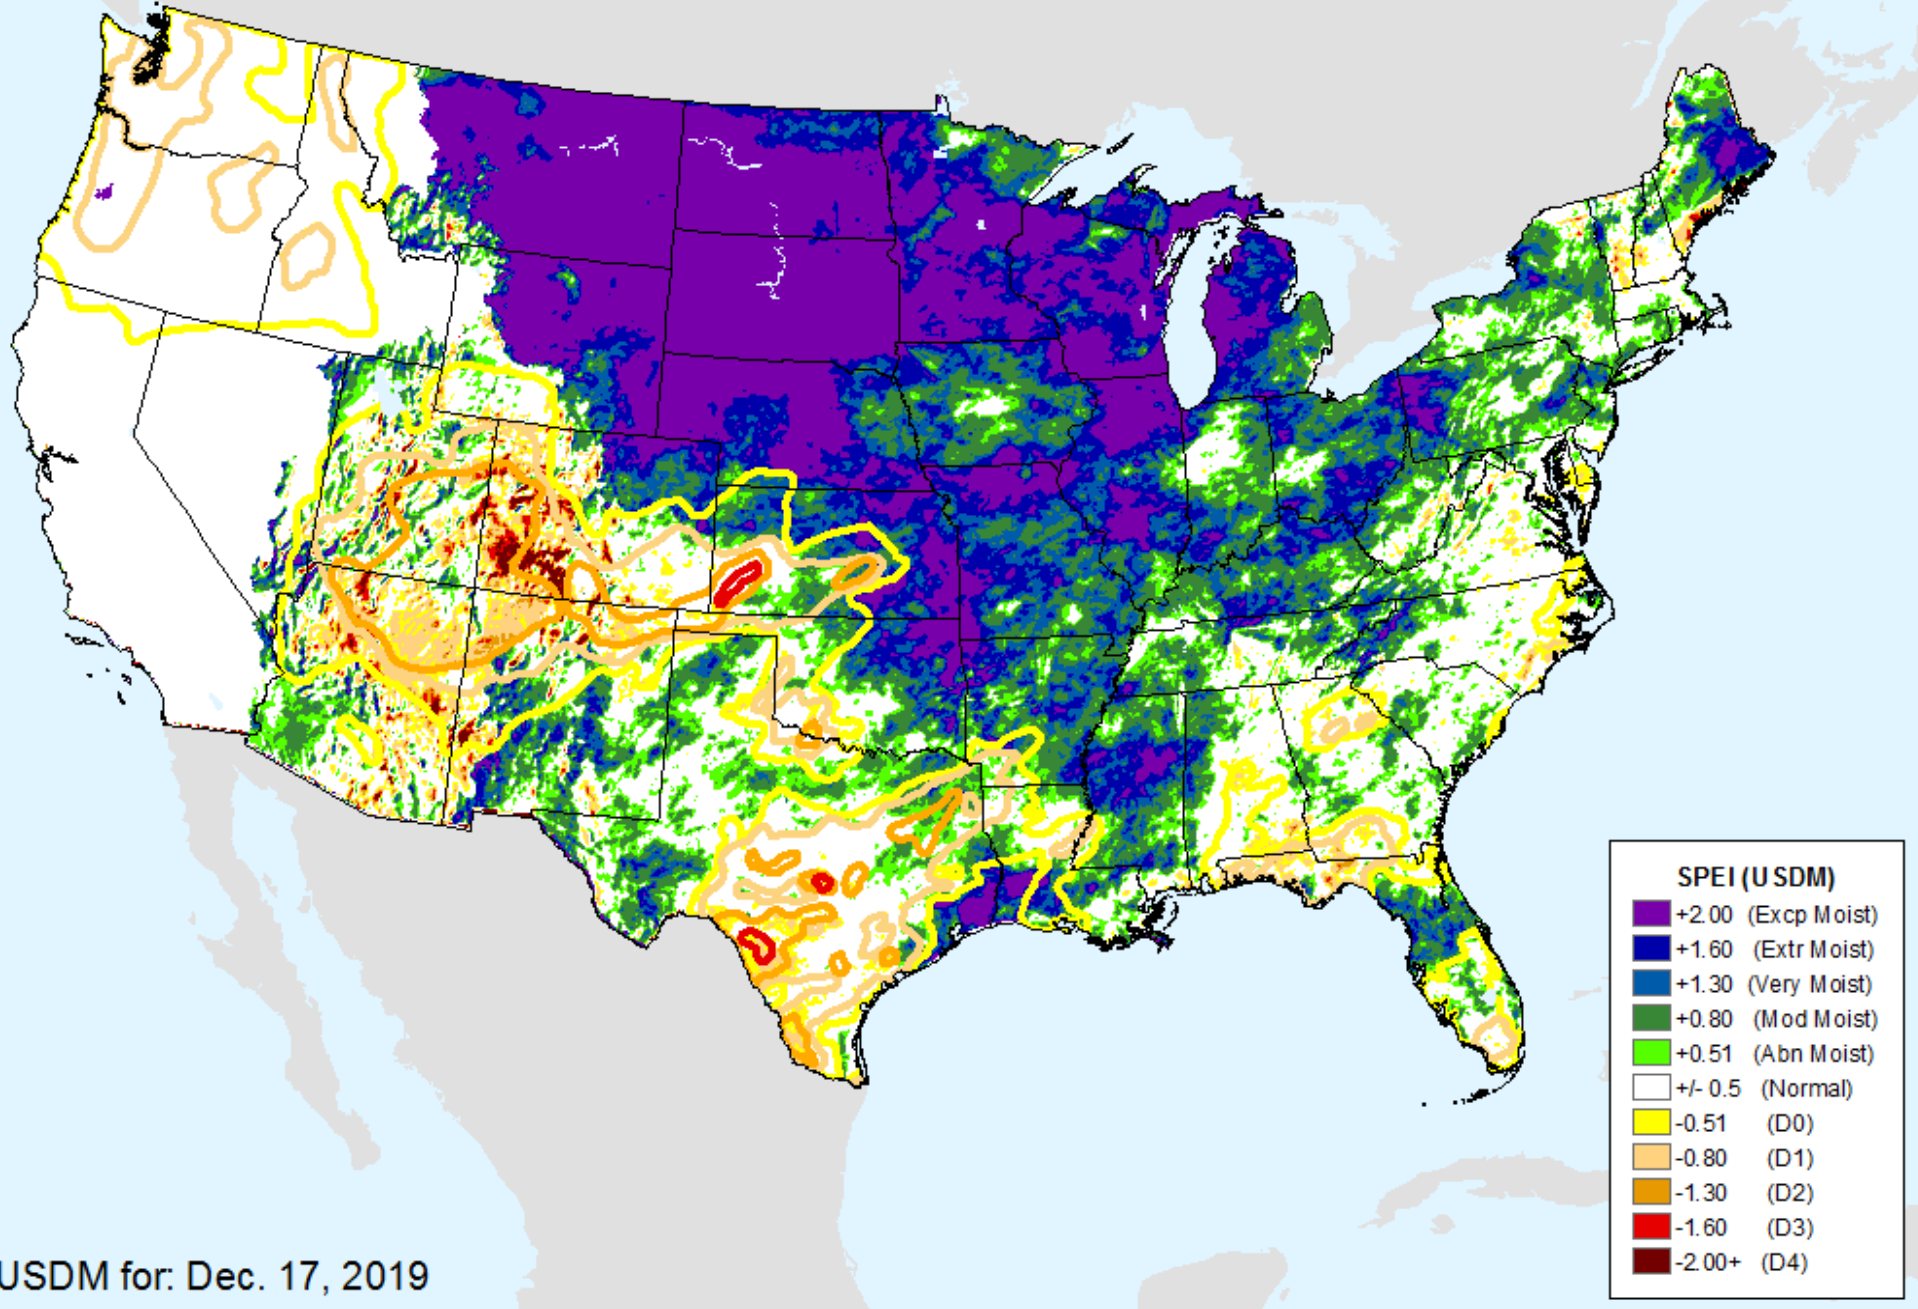 SPEI (USDM)
+2.00 (Excp Moist)
+1.60 (Extr Moist)
+1.30 (Very Moist)
+0.80 (Mod Moist)
+0.51 (Abn Moist)
+/- 0.5 (Normal)
-0.51 (D0)
-0.80 (D1)
-1.30 (D2)
-1.60 (D3)
-2.00+ (D4)
USDM for: Dec. 17, 2019